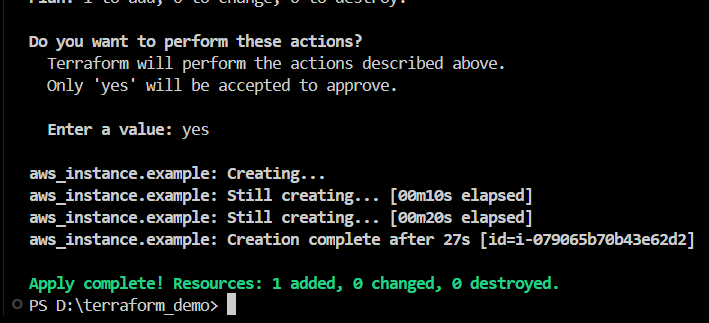 Plan: 1 to add, 0 to change, 0 to destroy.
Do you want to perform these actions?
Terraform will perform the actions described above.
Only 'yes' will be accepted to approve.
Enter a value: yes
aws_instance.example: Creating...
aws_instance.example: Still creating... [00m10s elapsed]
aws_instance.example: Still creating... [00m20s elapsed]
aws_instance.example: Creation complete after 27s [id=i-079065b70b43e62d2]
Apply complete! Resources: 1 added, 0 changed, 0 destroyed.
PS D:\terraform_demo>